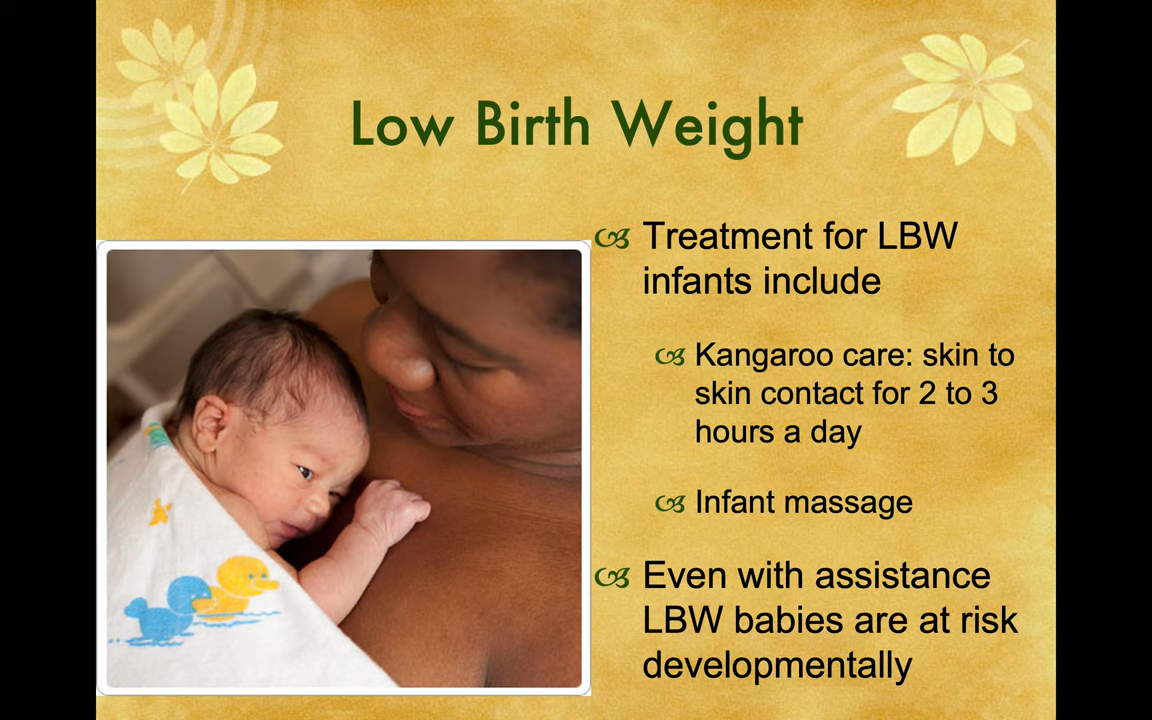 Low Birth Weight
Treatment for LBW
infants include
Kangaroo care: skin to
skin contact for 2 to 3
hours a day
Infant massage
Even with assistance
LBW babies are at risk
developmentally